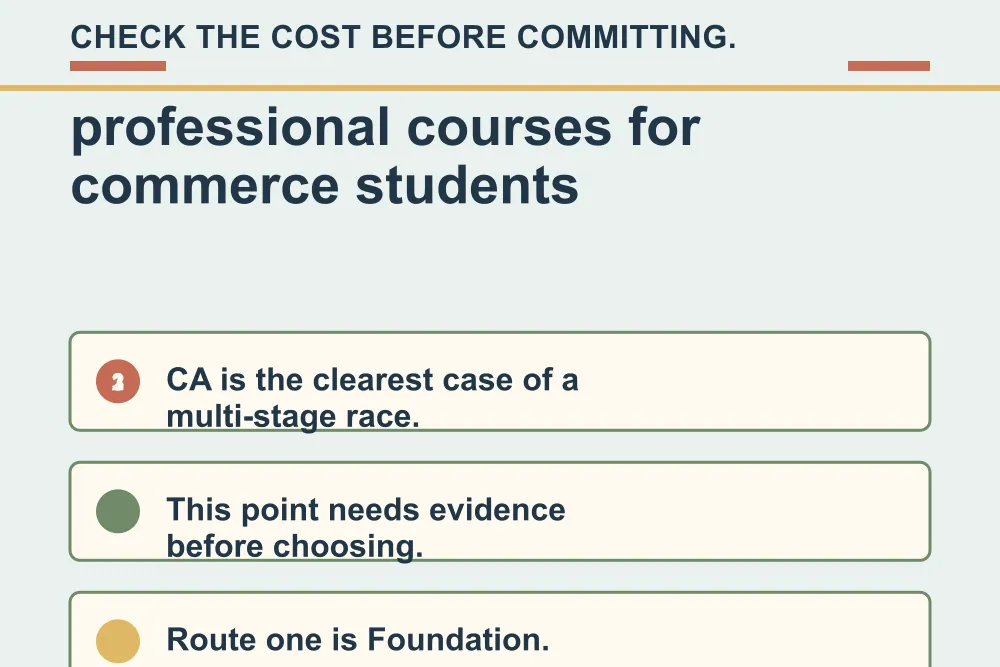 CHECK THE COST BEFORE COMMITTING.
professional courses for
commerce students
CA is the clearest case of a
multi-stage race.
This point needs evidence
before choosing.
Route one is Foundation.